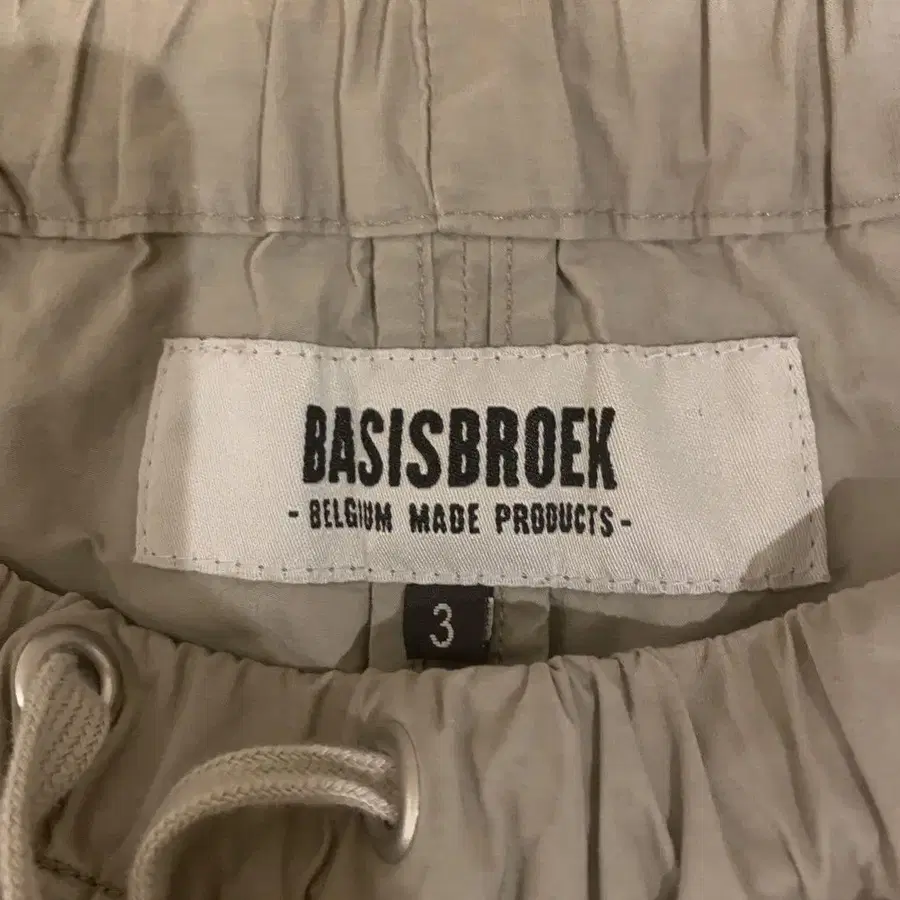 BASISBROEK
- BELGIUM MADE PRODUCTS -
3